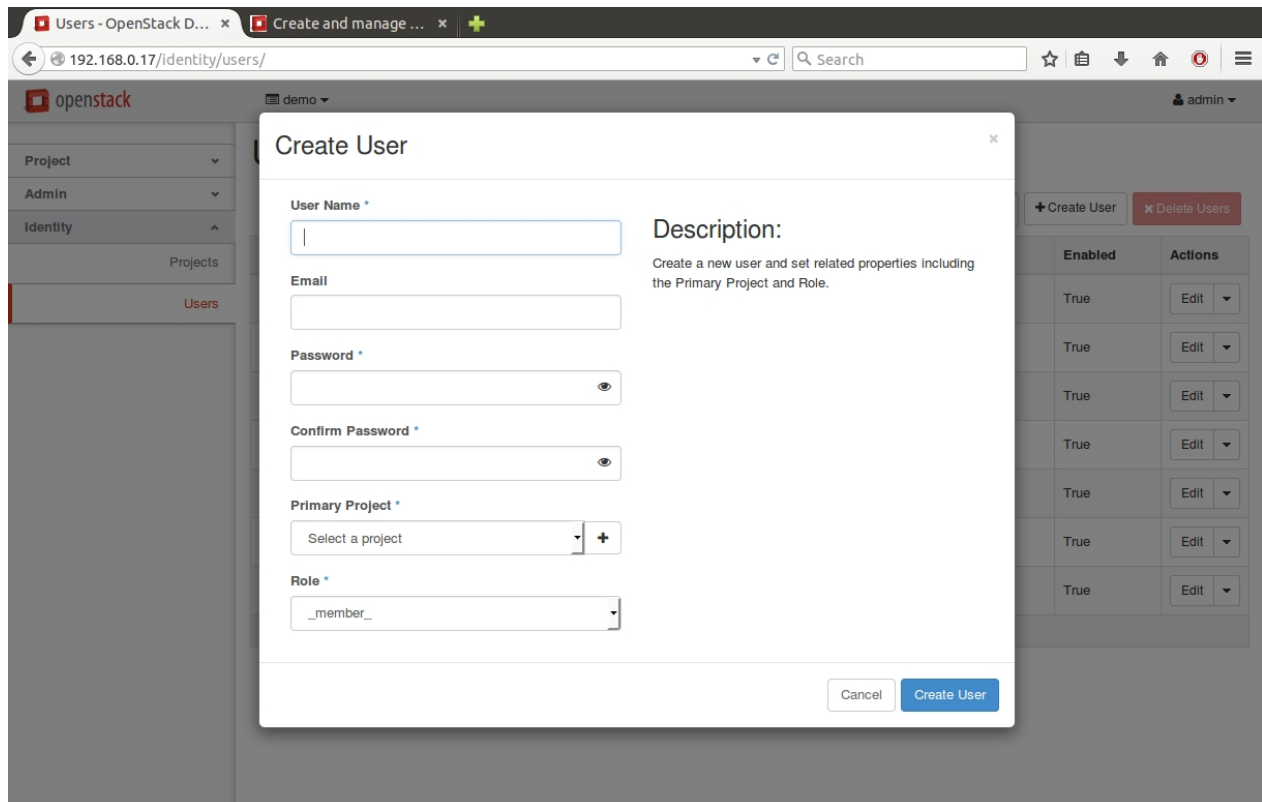 Users - OpenStack D... ×
Create and manage ... ×
192.168.0.17/identity/users/
Search
openstack
demo
admin
Project
Admin
Identity
Projects
Users
Create User
×
User Name *
Email
Password *
Confirm Password *
Primary Project *
Select a project
Role *
_member_
Description:
Create a new user and set related properties including
the Primary Project and Role.
Cancel
Create User
Create User
Delete Users
Enabled Actions
True Edit
True Edit
True Edit
True Edit
True Edit
True Edit
True Edit